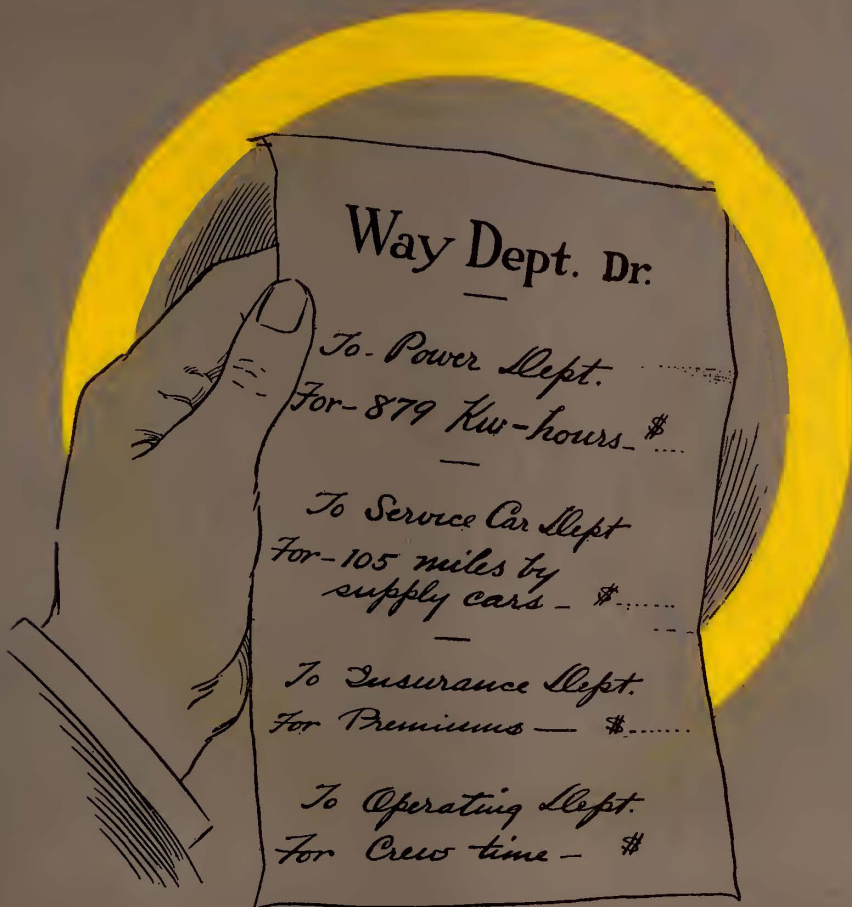 Way Dept. Dr.
To - Power Dept.
For - 879 Kw-hours - $ ....
To Service Car Dept
For - 105 miles by
supply cars - $ ......
To Insurance Dept.
For Premiums — $ ......
To Operating Dept.
For Crew time - $